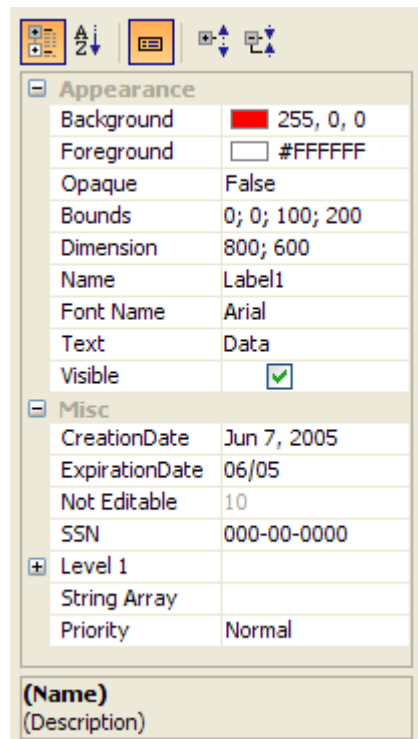 A
Z
Appearance
Background 255, 0, 0
Foreground #FFFFFF
Opaque False
Bounds 0; 0; 100; 200
Dimension 800; 600
Name Label1
Font Name Arial
Text Data
Visible
Misc
CreationDate Jun 7, 2005
ExpirationDate 06/05
Not Editable 10
SSN 000-00-0000
Level 1
String Array
Priority Normal
(Name)
(Description)